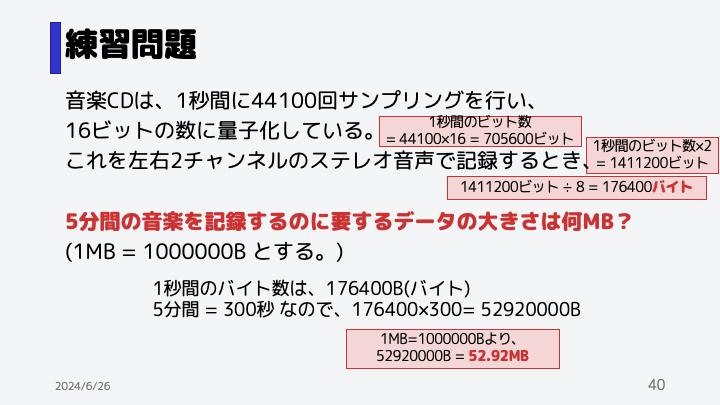 練習問題
音楽CDは、1秒間に44100回サンプリングを行い、
16ビットの数に量子化している。
1秒間のビット数
= 44100×16 = 705600ビット
これを左右2チャンネルのステレオ音声で記録するとき、
1秒間のビット数×2
= 1411200ビット
1411200ビット ÷ 8 = 176400バイト
5分間の音楽を記録するのに要するデータの大きさは何MB？
(1MB = 1000000B とする。)
1秒間のバイト数は、176400B(バイト)
5分間 = 300秒 なので、176400×300= 52920000B
1MB=1000000Bより、
52920000B = 52.92MB
2024/6/26
40